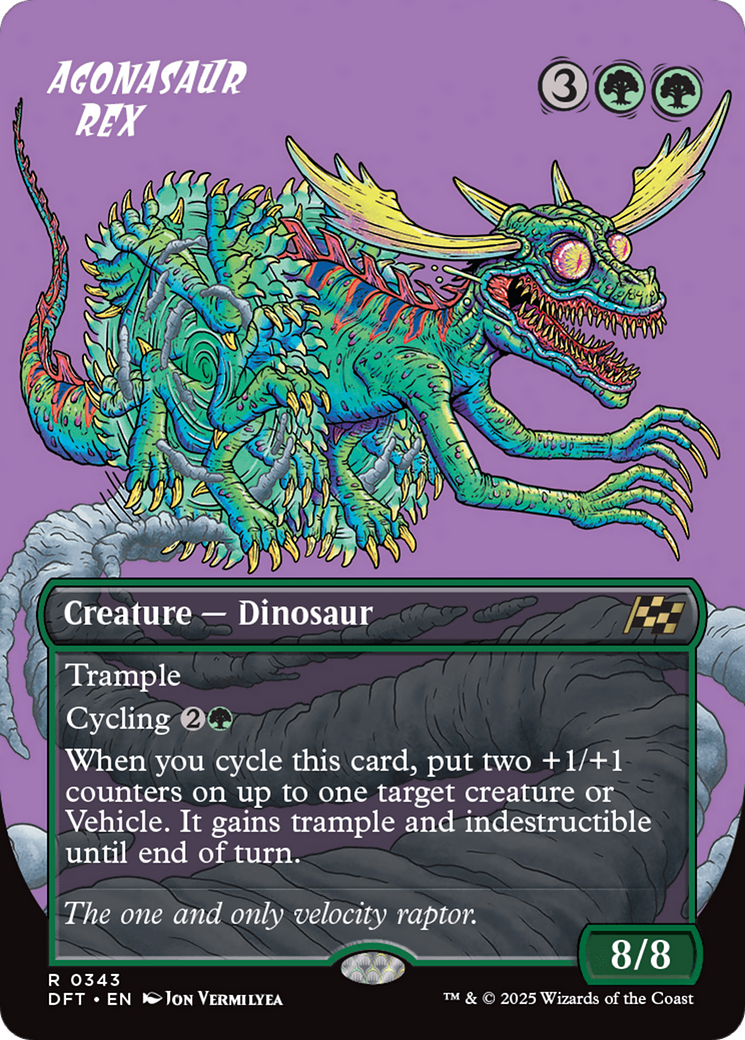 AGONASAUR
REX
3
Creature — Dinosaur
Trample
Cycling 2
When you cycle this card, put two +1/+1
counters on up to one target creature or
Vehicle. It gains trample and indestructible
until end of turn.
The one and only velocity raptor.
8/8
R 0343
DFT • EN Jon Vermilyea
™ & © 2025 Wizards of the Coast